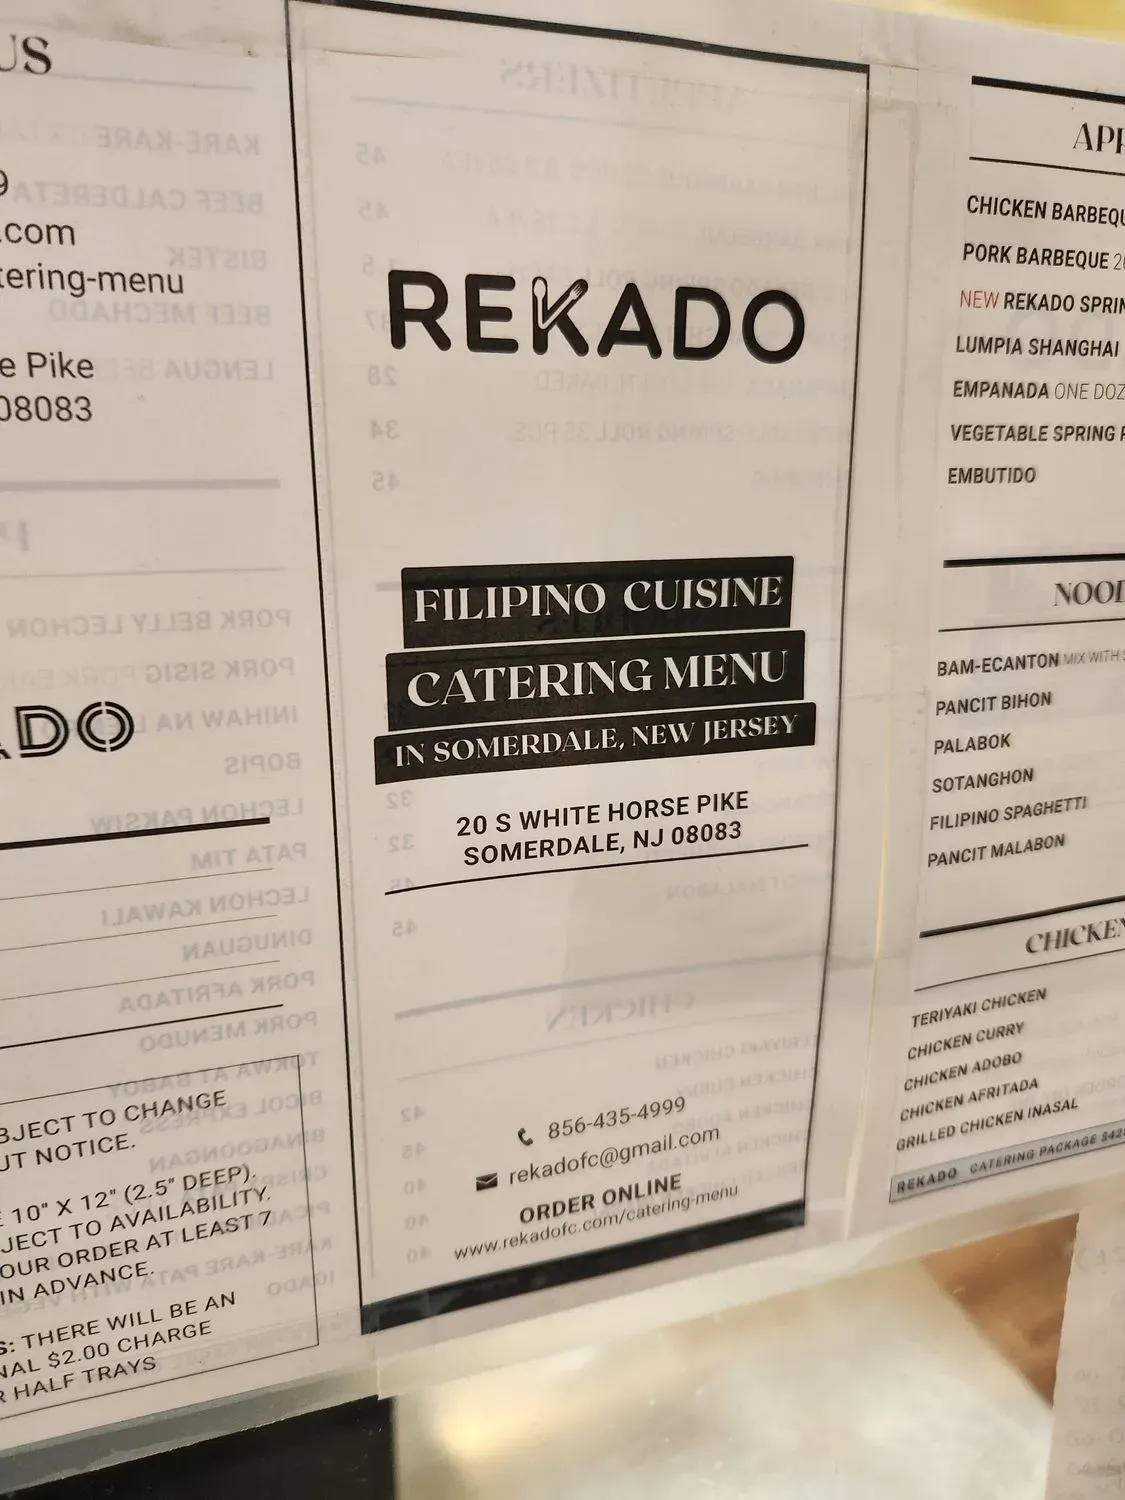 US
9
.com
tering-menu
e Pike
08083
ADO
BJECT TO CHANGE
UT NOTICE.
E 10" X 12" (2.5" DEEP).
JECT TO AVAILABILITY.
OUR ORDER AT LEAST 7
IN ADVANCE.
S: THERE WILL BE AN
NAL $2.00 CHARGE
R HALF TRAYS
REKADO
FILIPINO CUISINE
CATERING MENU
IN SOMERDALE, NEW JERSEY
20 S WHITE HORSE PIKE
SOMERDALE, NJ 08083
856-435-4999
rekadofc@gmail.com
ORDER ONLINE
www.rekadofc.com/catering-menu
APP
CHICKEN BARBEQU
PORK BARBEQUE 20
NEW REKADO SPRIN
LUMPIA SHANGHAI
EMPANADA ONE DOZ
VEGETABLE SPRING R
EMBUTIDO
NOOD
BAM-ECANTON MIX WITH S
PANCIT BIHON
PALABOK
SOTANGHON
FILIPINO SPAGHETTI
PANCIT MALABON
CHICKEN
TERIYAKI CHICKEN
CHICKEN CURRY
CHICKEN ADOBO
CHICKEN AFRITADA
GRILLED CHICKEN INASAL
REKADO CATERING PACKAGE $42